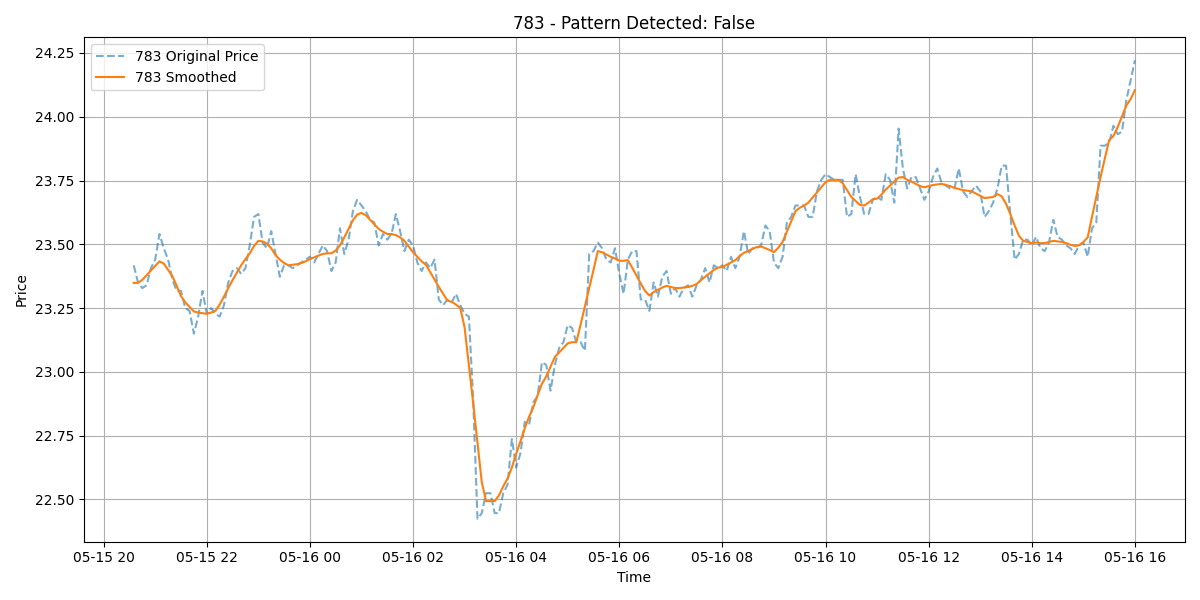 783 - Pattern Detected: False
783 Original Price
783 Smoothed
Price
24.25
24.00
23.75
23.50
23.25
23.00
22.75
22.50
05-15 20 05-15 22 05-16 00 05-16 02 05-16 04 05-16 06 05-16 08 05-16 10 05-16 12 05-16 14 05-16 16
Time